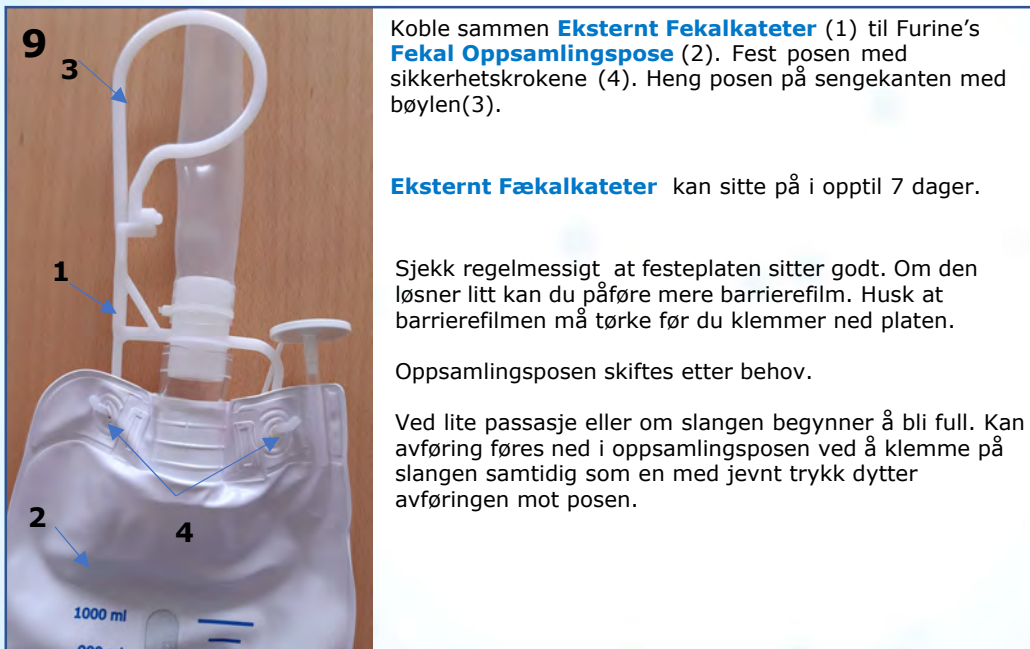 9
3
1
2
4
1000 ml
Koble sammen Eksternt Fekalkateter (1) til Furine's
Fekal Oppsamlingspose (2). Fest posen med
sikkerhetskrokene (4). Heng posen på sengekanten med
bøylen(3).
Eksternt Fækalkateter kan sitte på i opptil 7 dager.
Sjekk regelmessigt at festeplaten sitter godt. Om den
løsner litt kan du påføre mere barrierefilm. Husk at
barrierefilmen må tørke før du klemmer ned platen.
Oppsamlingsposen skiftes etter behov.
Ved lite passasje eller om slangen begynner å bli full. Kan
avføring føres ned i oppsamlingsposen ved å klemme på
slangen samtidig som en med jevnt trykk dytter
avføringen mot posen.